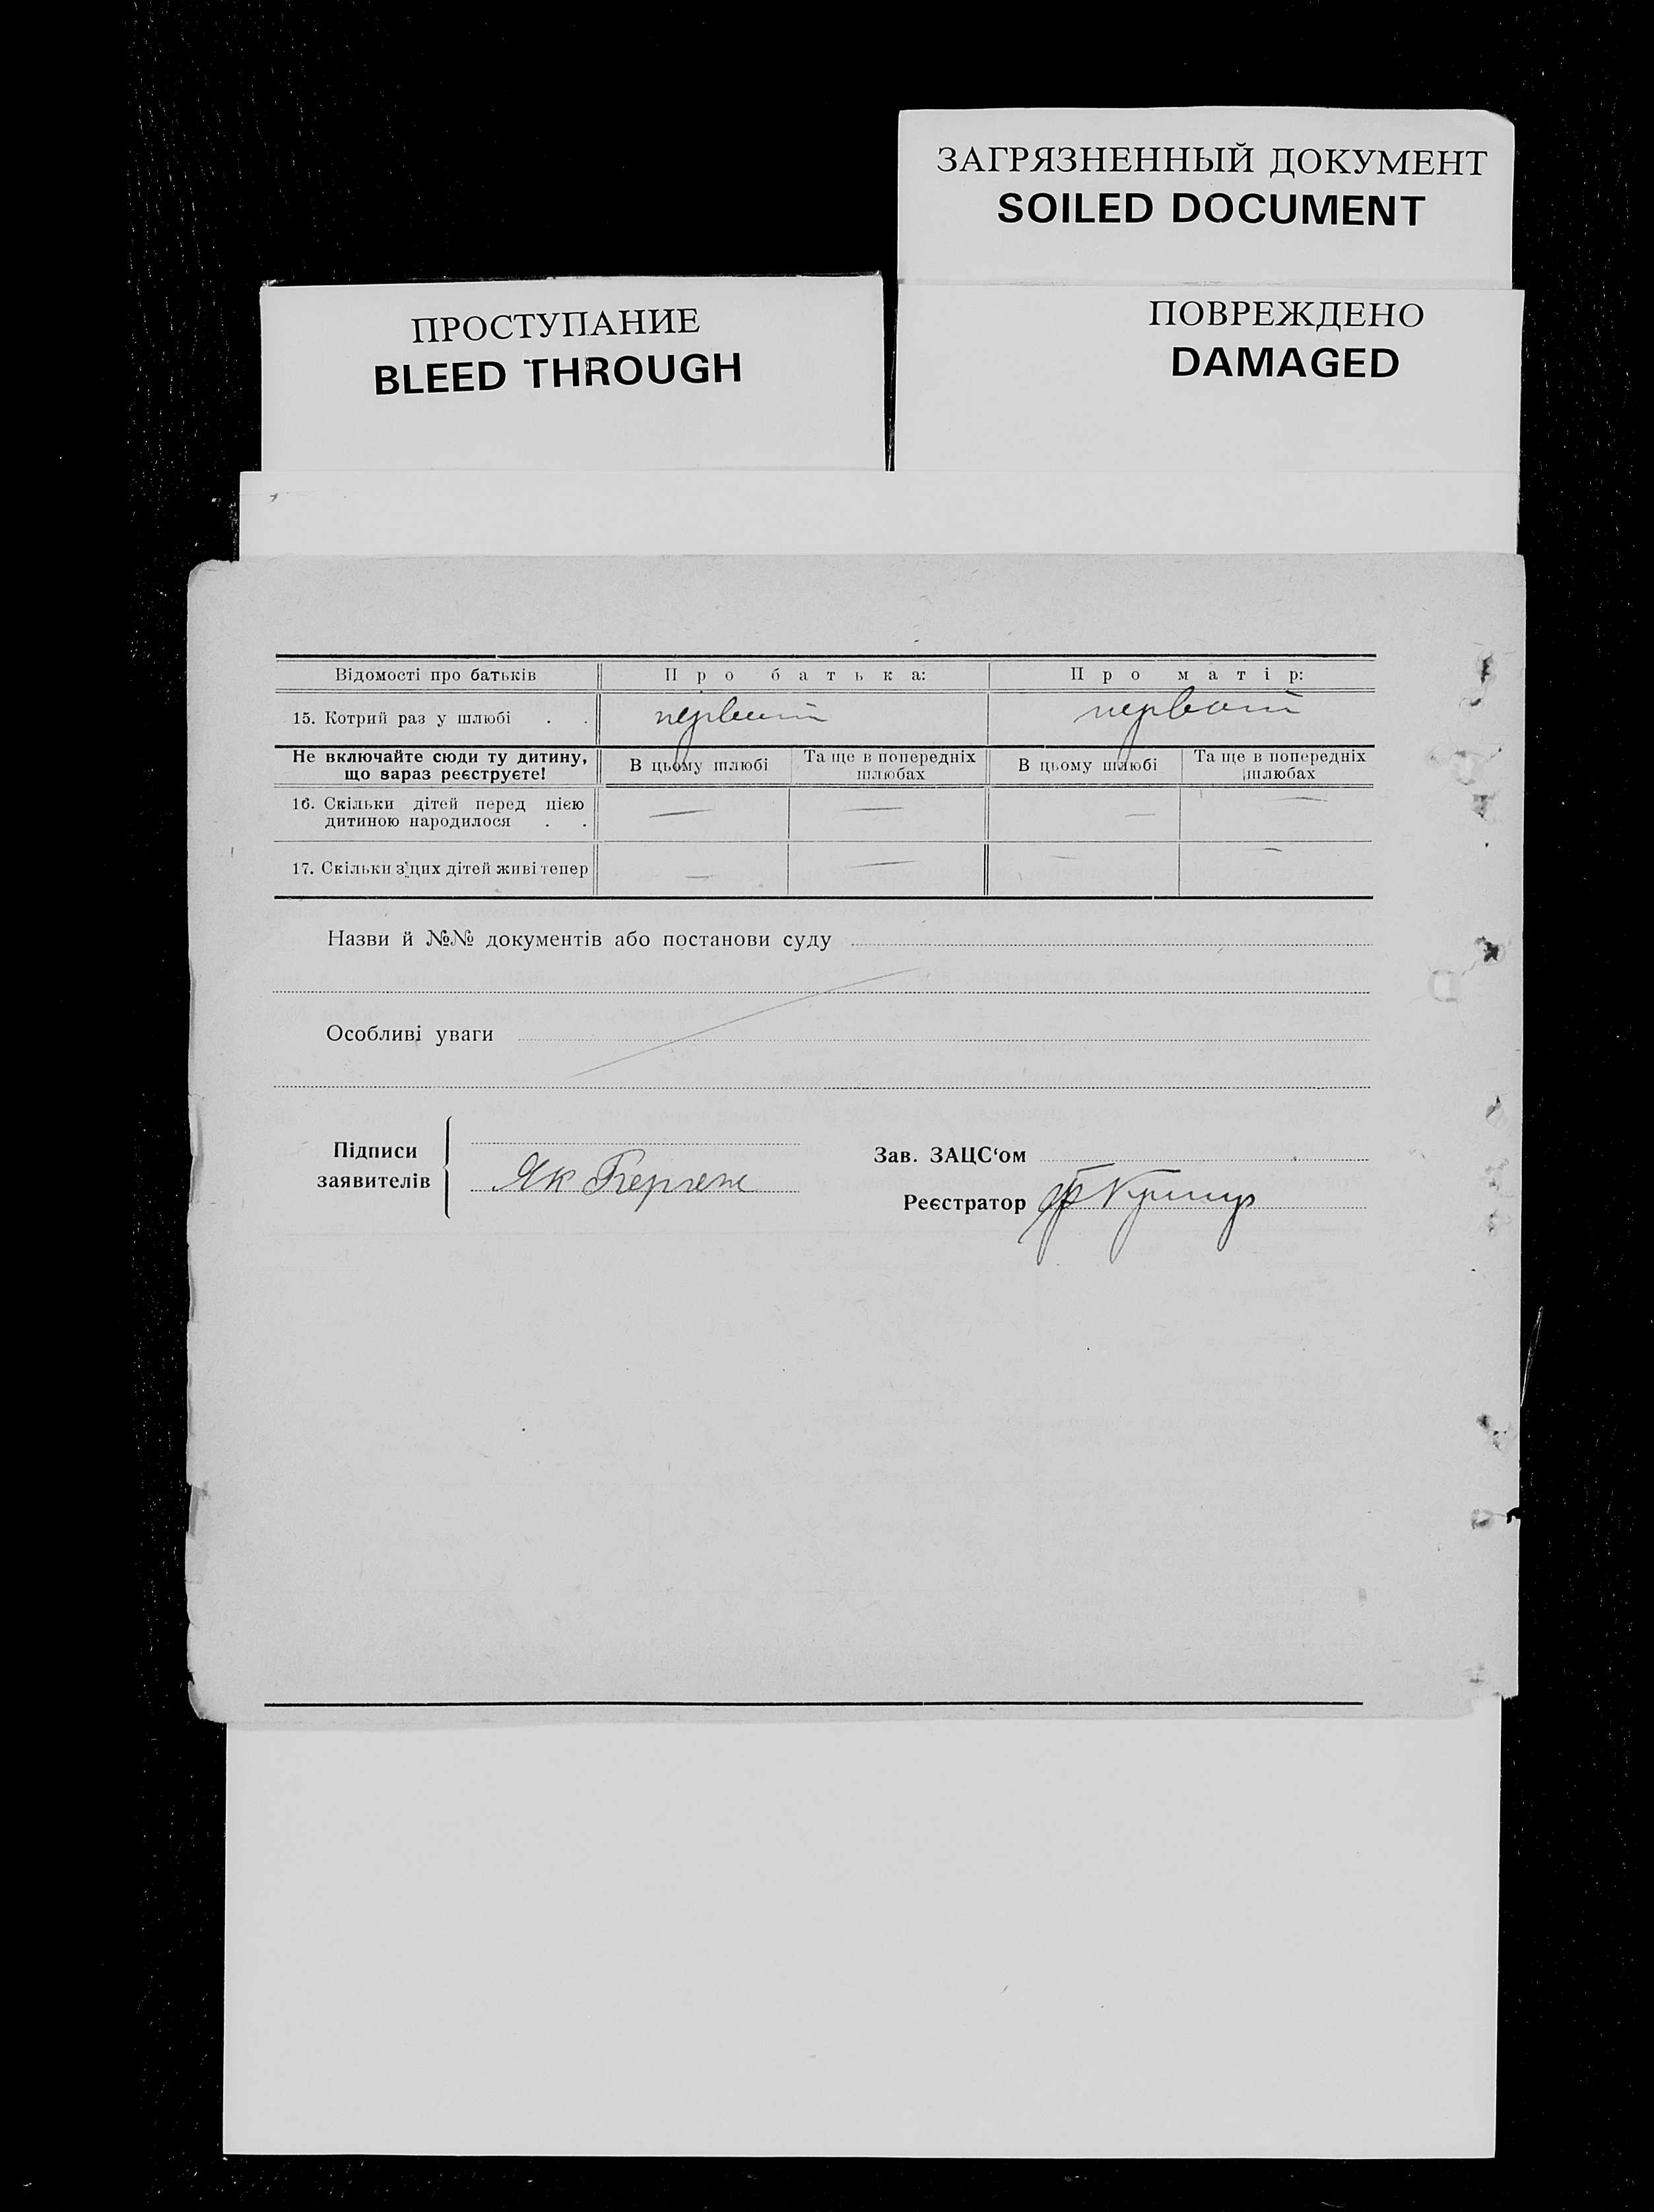 ЗАГРЯЗНЕННЫЙ ДОКУМЕНТ
SOILED DOCUMENT
ПРОСТУПАНИЕ
BLEED THROUGH
ПОВРЕЖДЕНО
DAMAGED
Відомості про батьків
Про батька:
Про матір:
15. Котрий раз у шлюбі . .
первый
первый
Не включайте сюди ту дитину,
що зараз реєструєте!
В цьому шлюбі
Та ще в попередніх
шлюбах
В цьому шлюбі
Та ще в попередніх
шлюбах
16. Скільки дітей перед цією
дитиною народилося . .
— — — —
17. Скільки з цих дітей живі тепер
— — — —
Назви й №№ документів або постанови суду
Особливі уваги
Підписи
заявителів
Як
Зав. ЗАЦС‘ом
Реєстратор